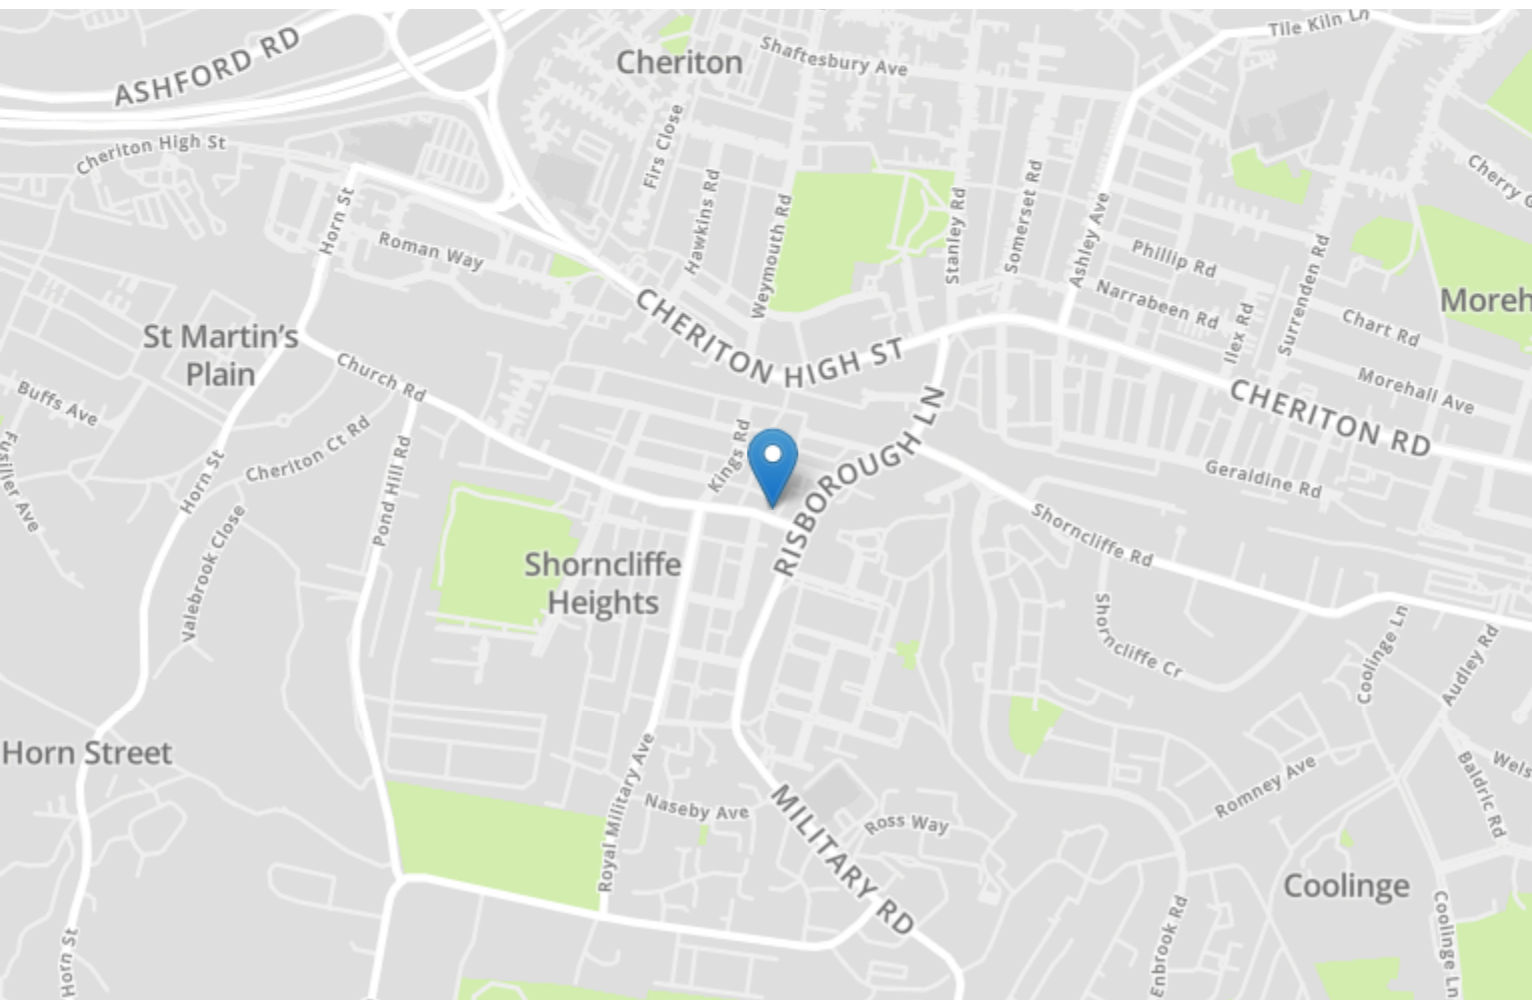 Tile Kiln Ln
ASHFORD RD
Cheriton
Shaftesbury Ave
Cheriton High St
Firs Close
Cherry G
Horn St
Roman Way
Hawkins Rd
Weymouth Rd
Stanley Rd
Somerset Rd
Ashley Ave
Phillip Rd
Surrenden Rd
Narrabeen Rd
Ilex Rd
Chart Rd
Moreh
St Martin's
Plain
CHERITON HIGH ST
Church Rd
Buffs Ave
Morehall Ave
CHERITON RD
Fusilier Ave
Cheriton Ct Rd
Horn St
Pond Hill Rd
Kings Rd
RISBOROUGH LN
Geraldine Rd
Valebrook Close
Shorncliffe Rd
Shorncliffe
Heights
Shorncliffe Cr
Coolinge Ln
Audley Rd
Horn Street
Royal Military Ave
Naseby Ave
MILITARY RD
Ross Way
Romney Ave
Baldric Rd
Wels
Coolinge
Horn St
Enbrook Rd
Coolinge Ln